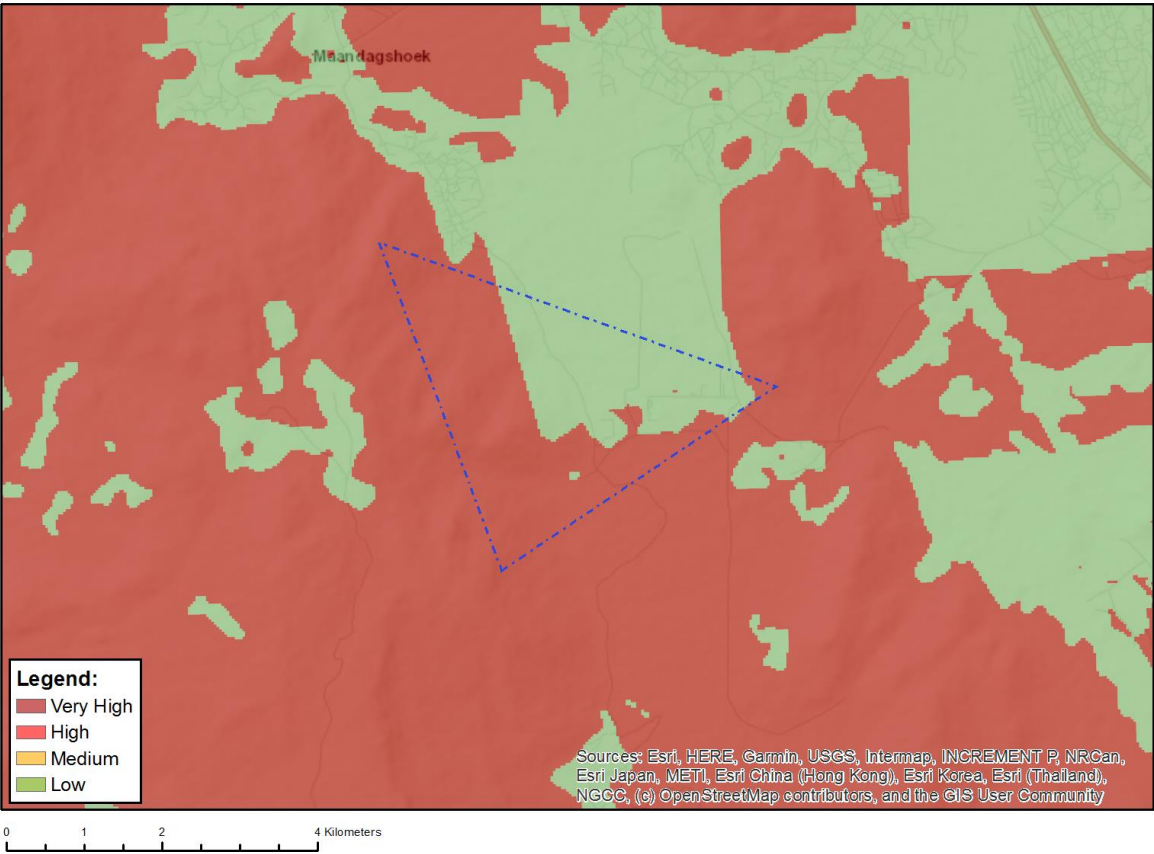 Maandagshoek
Legend:
Very High
High
Medium
Low
Sources: Esri, HERE, Garmin, USGS, Intermap, INCREMENT P, NRCan,
Esri Japan, METI, Esri China (Hong Kong), Esri Korea, Esri (Thailand),
NGCC, (c) OpenStreetMap contributors, and the GIS User Community
0 1 2 4 Kilometers